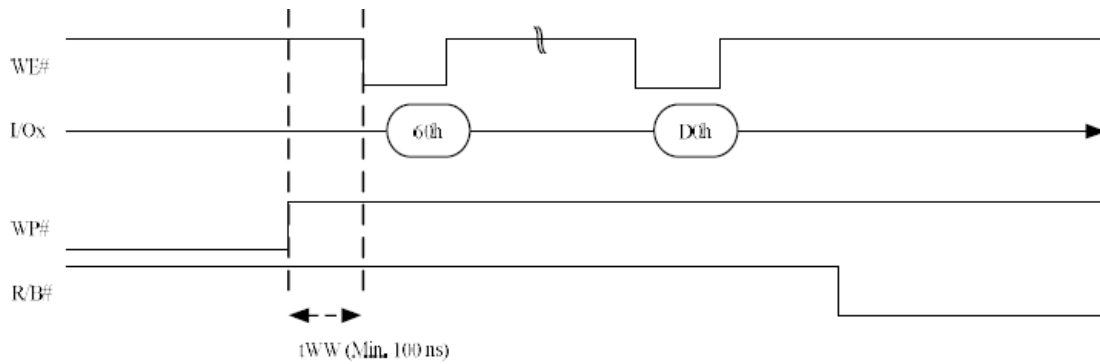 WE#
I/Ox
60h
D0h
WP#
R/B#
tWW (Min. 100 ns)